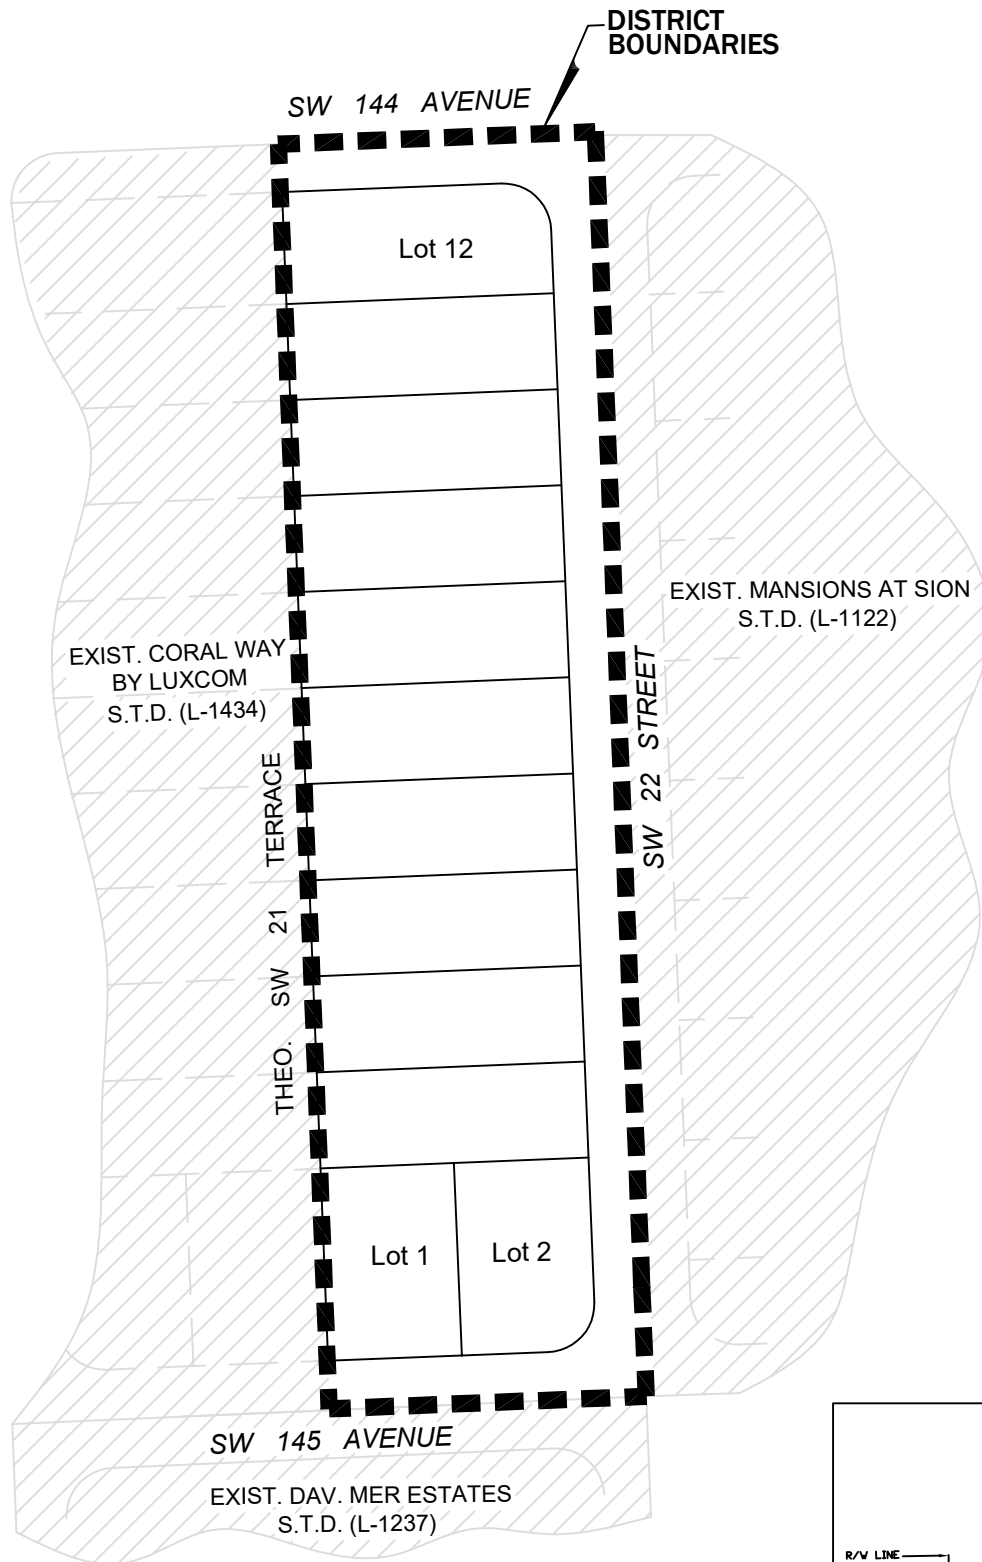 DISTRICT
BOUNDARIES
SW 144 AVENUE
Lot 12
EXIST. MANSIONS AT SION
S.T.D. (L-1122)
EXIST. CORAL WAY
BY LUXCOM
S.T.D. (L-1434)
SW 22 STREET
THEO. SW 21 TERRACE
Lot 1
Lot 2
SW 145 AVENUE
EXIST. DAV. MER ESTATES
S.T.D. (L-1237)
R/W LINE